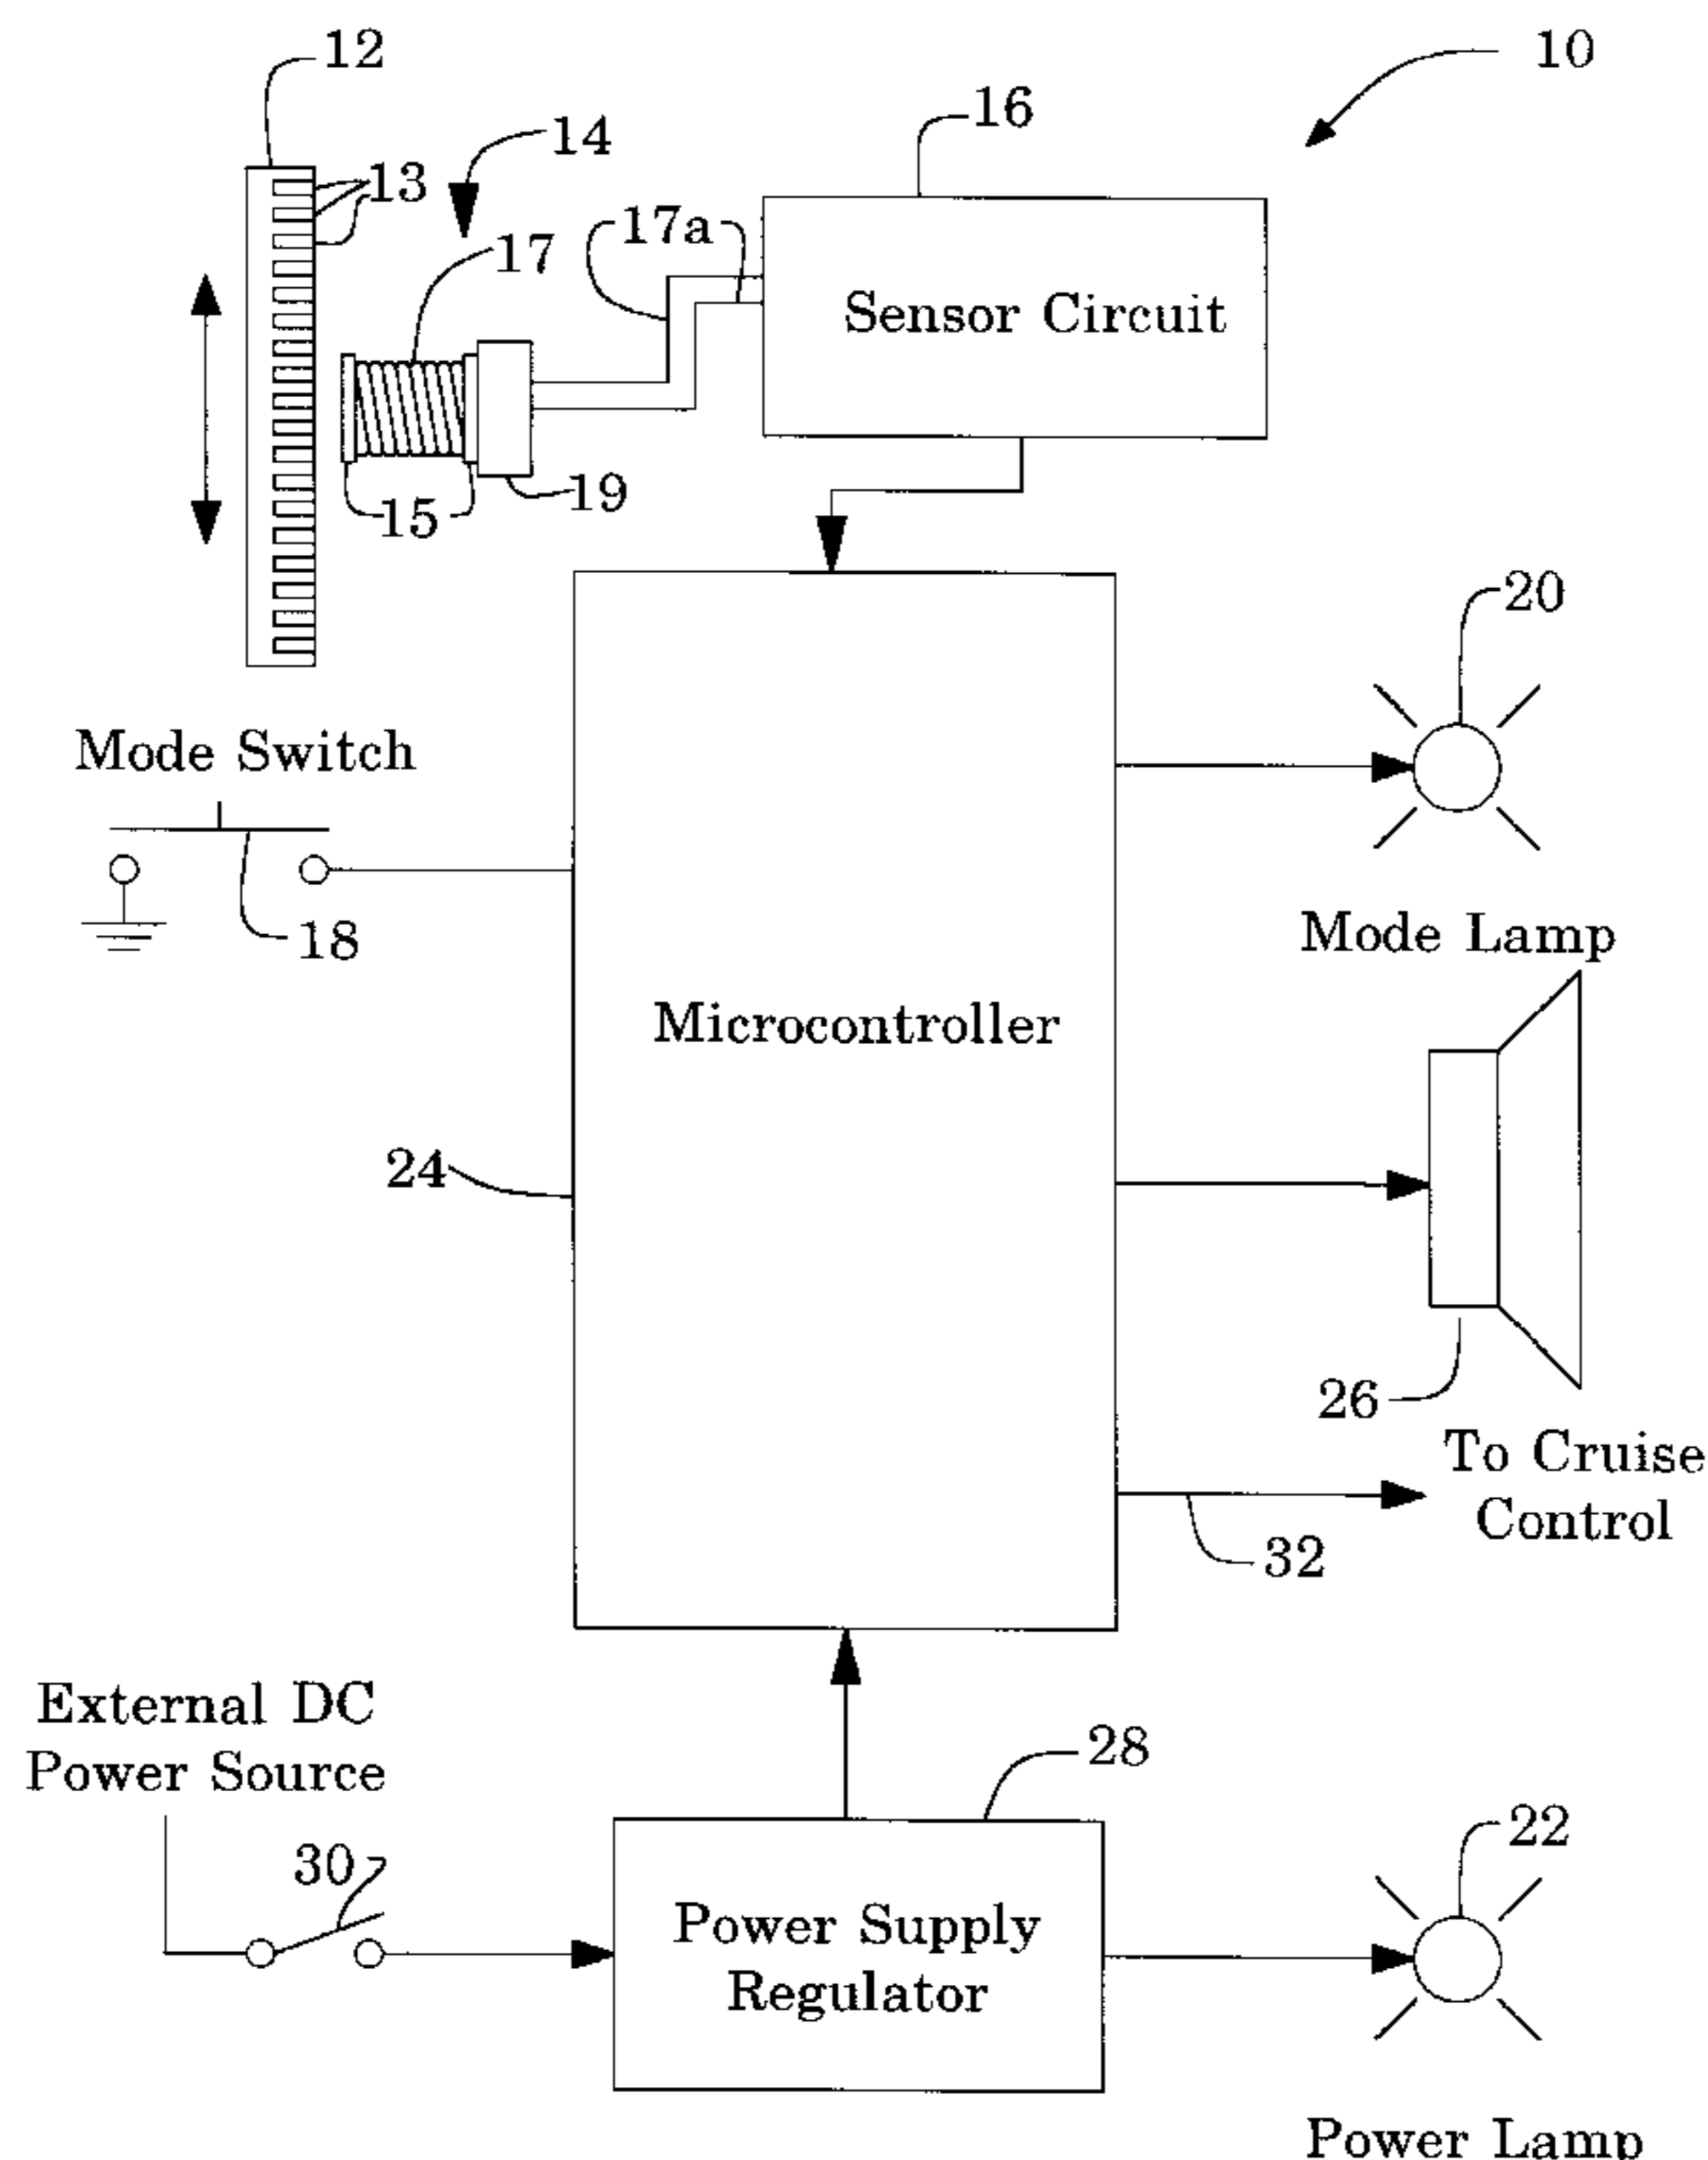 12
10
16
14
13
17a
17
Sensor Circuit
19
15
20
Mode Switch
18
Mode Lamp
Microcontroller
24
26
To Cruise
Control
32
External DC
Power Source
28
30
22
Power Supply
Regulator
Power Lamp